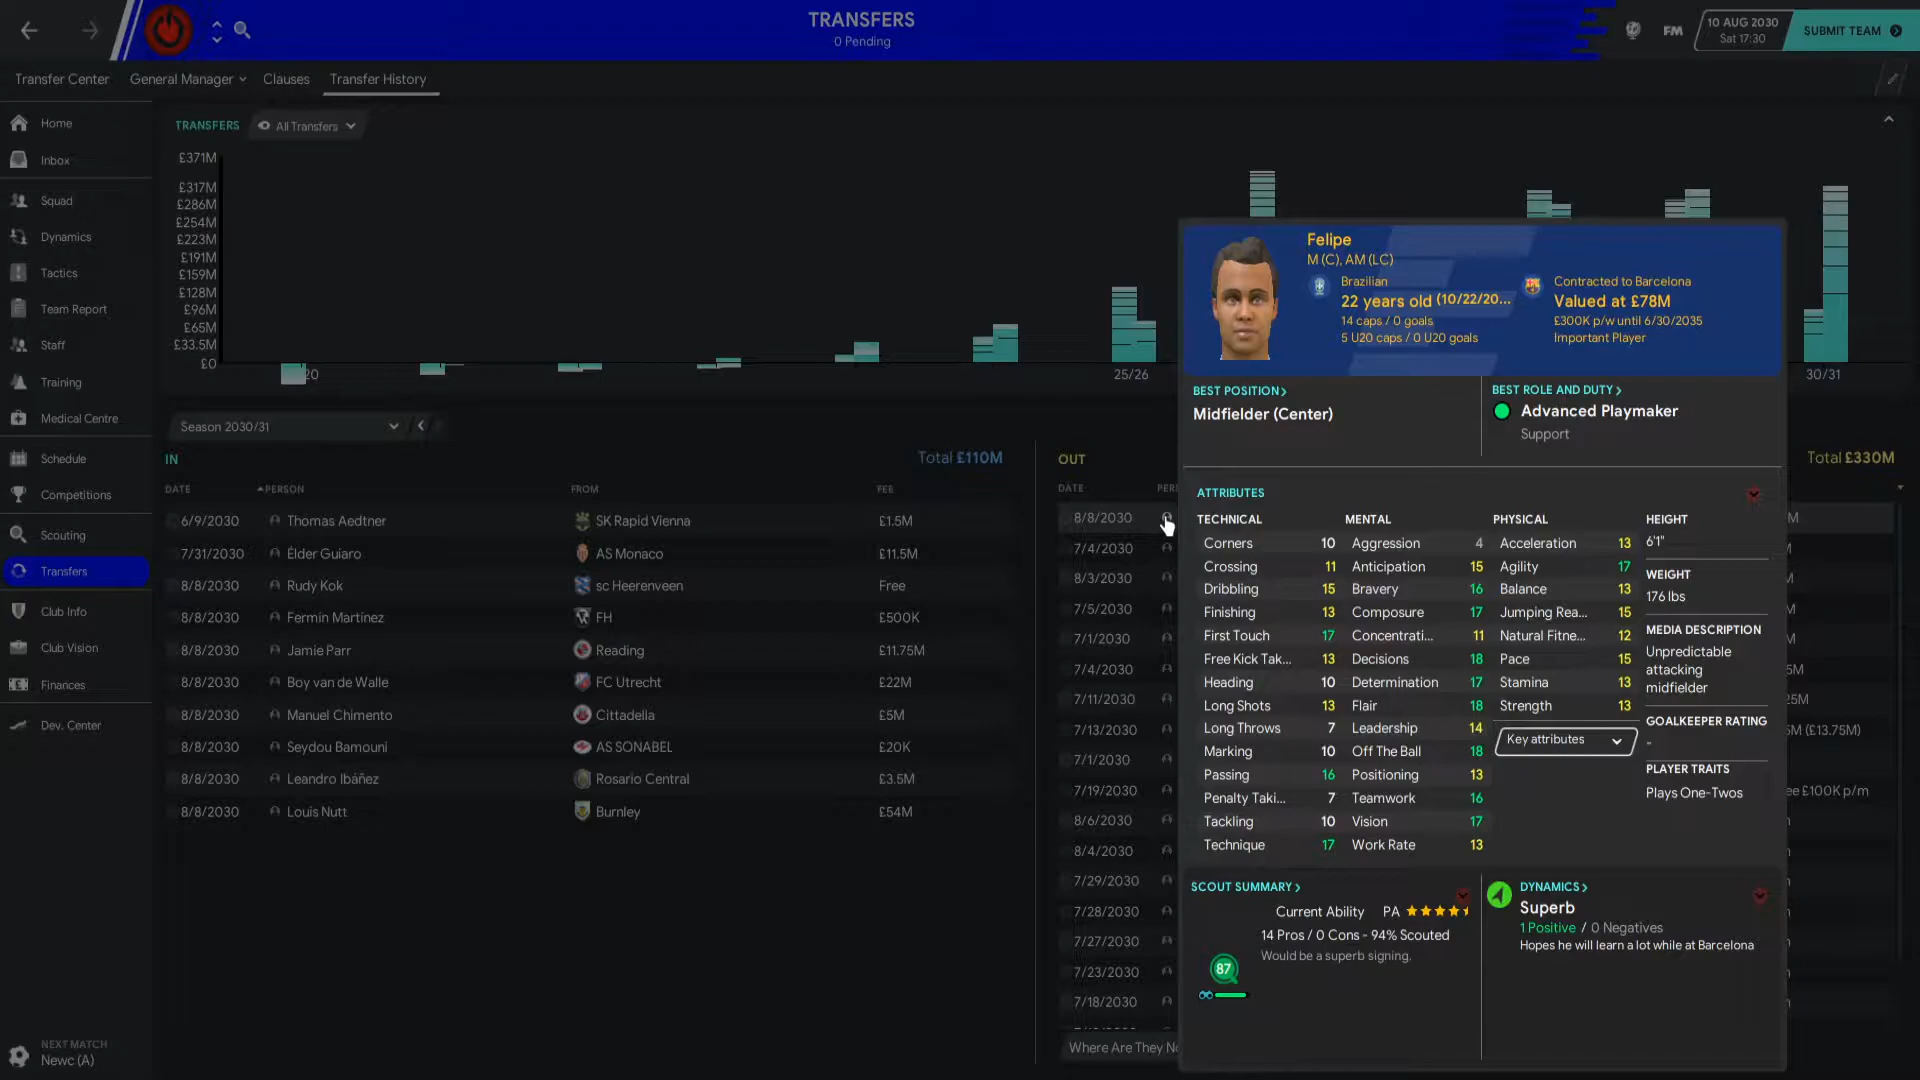 TRANSFERS
0 Pending
FM
10 AUG 2030
Sat 17:30
SUBMIT TEAM
Transfer Center
General Manager
Clauses
Transfer History
Home
Inbox
Squad
Dynamics
Tactics
Team Report
Staff
Training
Medical Centre
Schedule
Competitions
Scouting
Transfers
Club Info
Club Vision
Finances
Dev. Center
NEXT MATCH
Newc (A)
TRANSFERS
All Transfers
£371M
£317M
£286M
£254M
£223M
£191M
£159M
£128M
£96M
£65M
£33.5M
£0
20
25/26
30/31
Season 2030/31
IN
Total £110M
DATE PERSON FROM FEE
6/9/2030 Thomas Aedtner SK Rapid Vienna £1.5M
7/31/2030 Élder Guiaro AS Monaco £11.5M
8/8/2030 Rudy Kok sc Heerenveen Free
8/8/2030 Fermin Martínez FH £500K
8/8/2030 Jamie Parr Reading £11.75M
8/8/2030 Boy van de Walle FC Utrecht £22M
8/8/2030 Manuel Chimento Cittadella £5M
8/8/2030 Seydou Bamouni AS SONABEL £20K
8/8/2030 Leandro Ibáñez Rosario Central £3.5M
8/8/2030 Louis Nutt Burnley £54M
OUT
Total £330M
DATE PER
8/8/2030 M
7/4/2030
8/3/2030
7/5/2030
7/1/2030
7/4/2030 5M
7/11/2030 25M
7/13/2030 5M (£13.75M)
7/1/2030
7/19/2030 ee £100K p/m
8/6/2030
8/4/2030
7/29/2030
7/28/2030
7/27/2030
7/23/2030
7/18/2030
Where Are They No
Felipe
M (C), AM (LC)
Brazilian
22 years old (10/22/20...
14 caps / 0 goals
5 U20 caps / 0 U20 goals
Contracted to Barcelona
Valued at £78M
£300K p/w until 6/30/2035
Important Player
BEST POSITION
Midfielder (Center)
BEST ROLE AND DUTY
Advanced Playmaker
Support
ATTRIBUTES
TECHNICAL
Corners 10
Crossing 11
Dribbling 15
Finishing 13
First Touch 17
Free Kick Tak... 13
Heading 10
Long Shots 13
Long Throws 7
Marking 10
Passing 16
Penalty Taki... 7
Tackling 10
Technique 17
MENTAL
Aggression 4
Anticipation 15
Bravery 16
Composure 17
Concentrati... 11
Decisions 18
Determination 17
Flair 18
Leadership 14
Off The Ball 18
Positioning 13
Teamwork 16
Vision 17
Work Rate 13
PHYSICAL
Acceleration 13
Agility 17
Balance 13
Jumping Rea... 15
Natural Fitne... 12
Pace 15
Stamina 13
Strength 13
Key attributes
HEIGHT
6'1"
WEIGHT
176 lbs
MEDIA DESCRIPTION
Unpredictable
attacking
midfielder
GOALKEEPER RATING
-
PLAYER TRAITS
Plays One-Twos
SCOUT SUMMARY
Current Ability PA
14 Pros / 0 Cons - 94% Scouted
Would be a superb signing.
87
DYNAMICS
Superb
1 Positive / 0 Negatives
Hopes he will learn a lot while at Barcelona